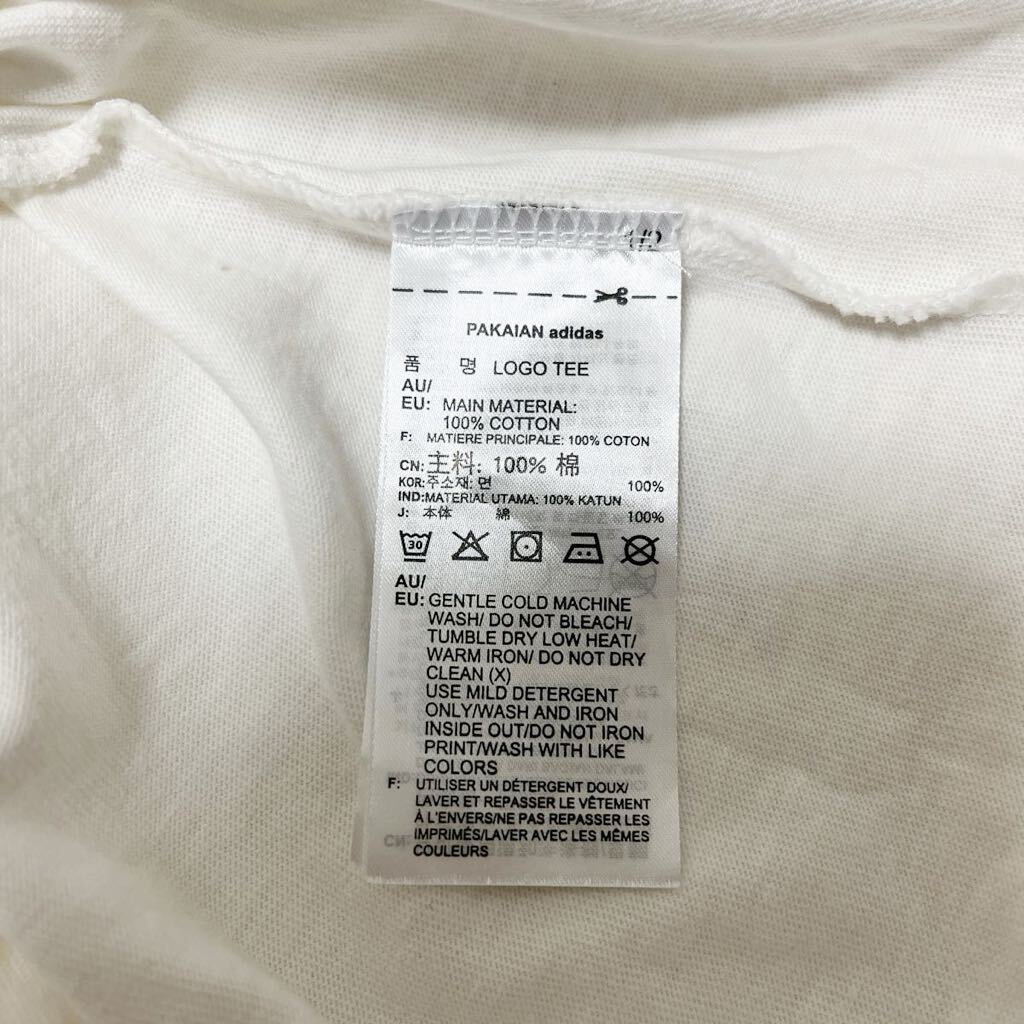 1/2
PAKAIAN adidas
품 명 LOGO TEE
AU/
EU: MAIN MATERIAL:
100% COTTON
F: MATIERE PRINCIPALE: 100% COTON
CN: 主料: 100% 棉
KOR: 주소재: 면 100%
IND: MATERIAL UTAMA: 100% KATUN
J: 本体 綿 100%
30
AU/
EU: GENTLE COLD MACHINE
WASH/ DO NOT BLEACH/
TUMBLE DRY LOW HEAT/
WARM IRON/ DO NOT DRY
CLEAN (X)
USE MILD DETERGENT
ONLY/WASH AND IRON
INSIDE OUT/DO NOT IRON
PRINT/WASH WITH LIKE
COLORS
F: UTILISER UN DÉTERGENT DOUX/
LAVER ET REPASSER LE VÊTEMENT
À L'ENVERS/NE PAS REPASSER LES
IMPRIMÉS/LAVER AVEC LES MÊMES
COULEURS